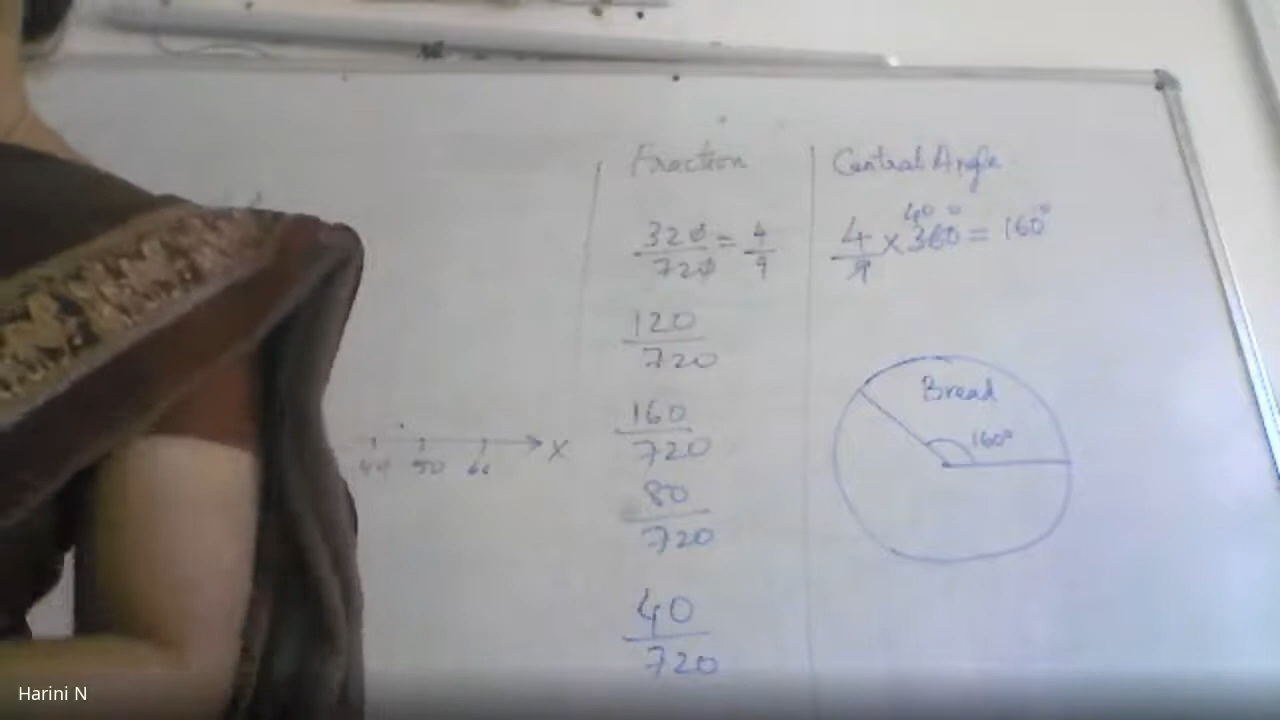 Fraction
Central Angle
320/720 = 4/9
40
4/9 × 360° = 160°
120/720
160/720
80/720
40/720
Bread
160°
50 60 X
Harini N